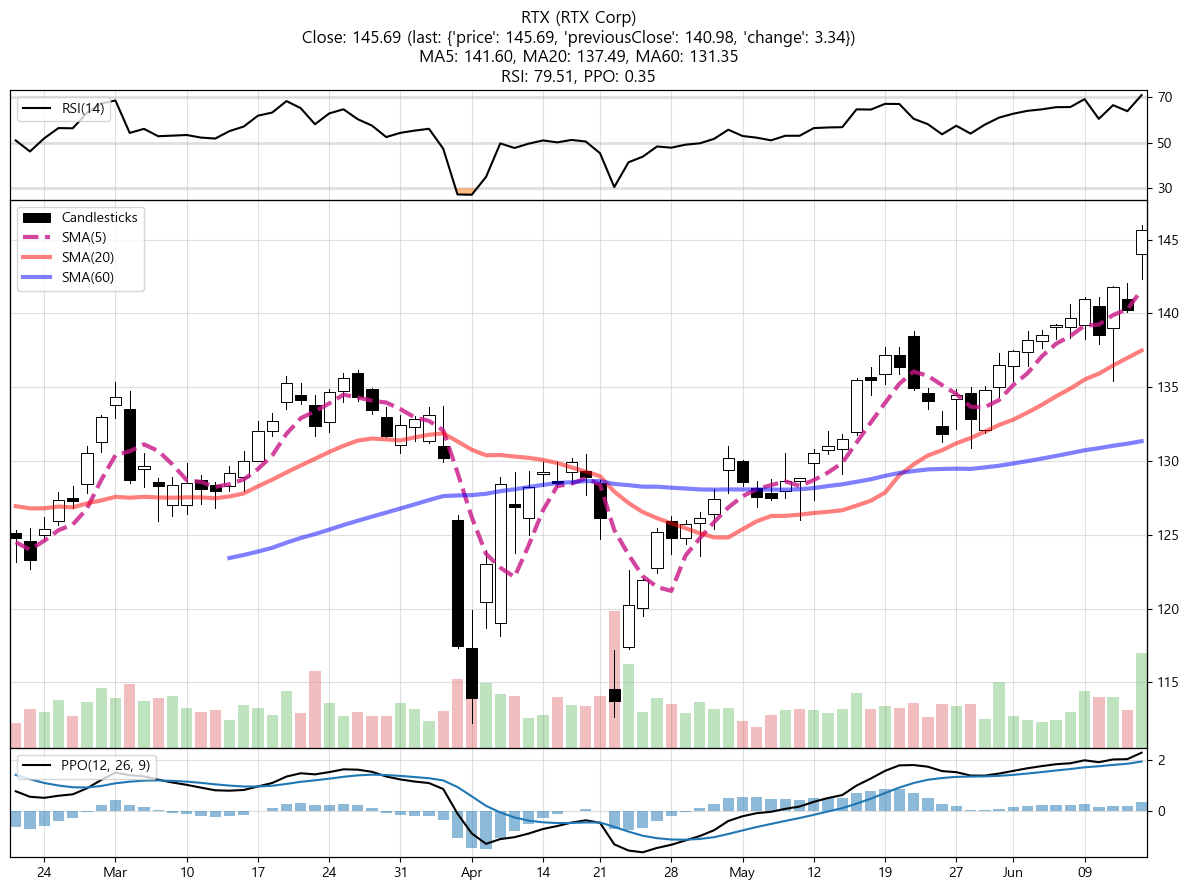 RTX (RTX Corp)
Close: 145.69 (last: {'price': 145.69, 'previousClose': 140.98, 'change': 3.34})
MA5: 141.60, MA20: 137.49, MA60: 131.35
RSI: 79.51, PPO: 0.35
RSI(14)
70
50
30
Candlesticks
SMA(5)
SMA(20)
SMA(60)
145
140
135
130
125
120
115
PPO(12, 26, 9)
2
0
24 Mar 10 17 24 31 Apr 14 21 28 May 12 19 27 Jun 09